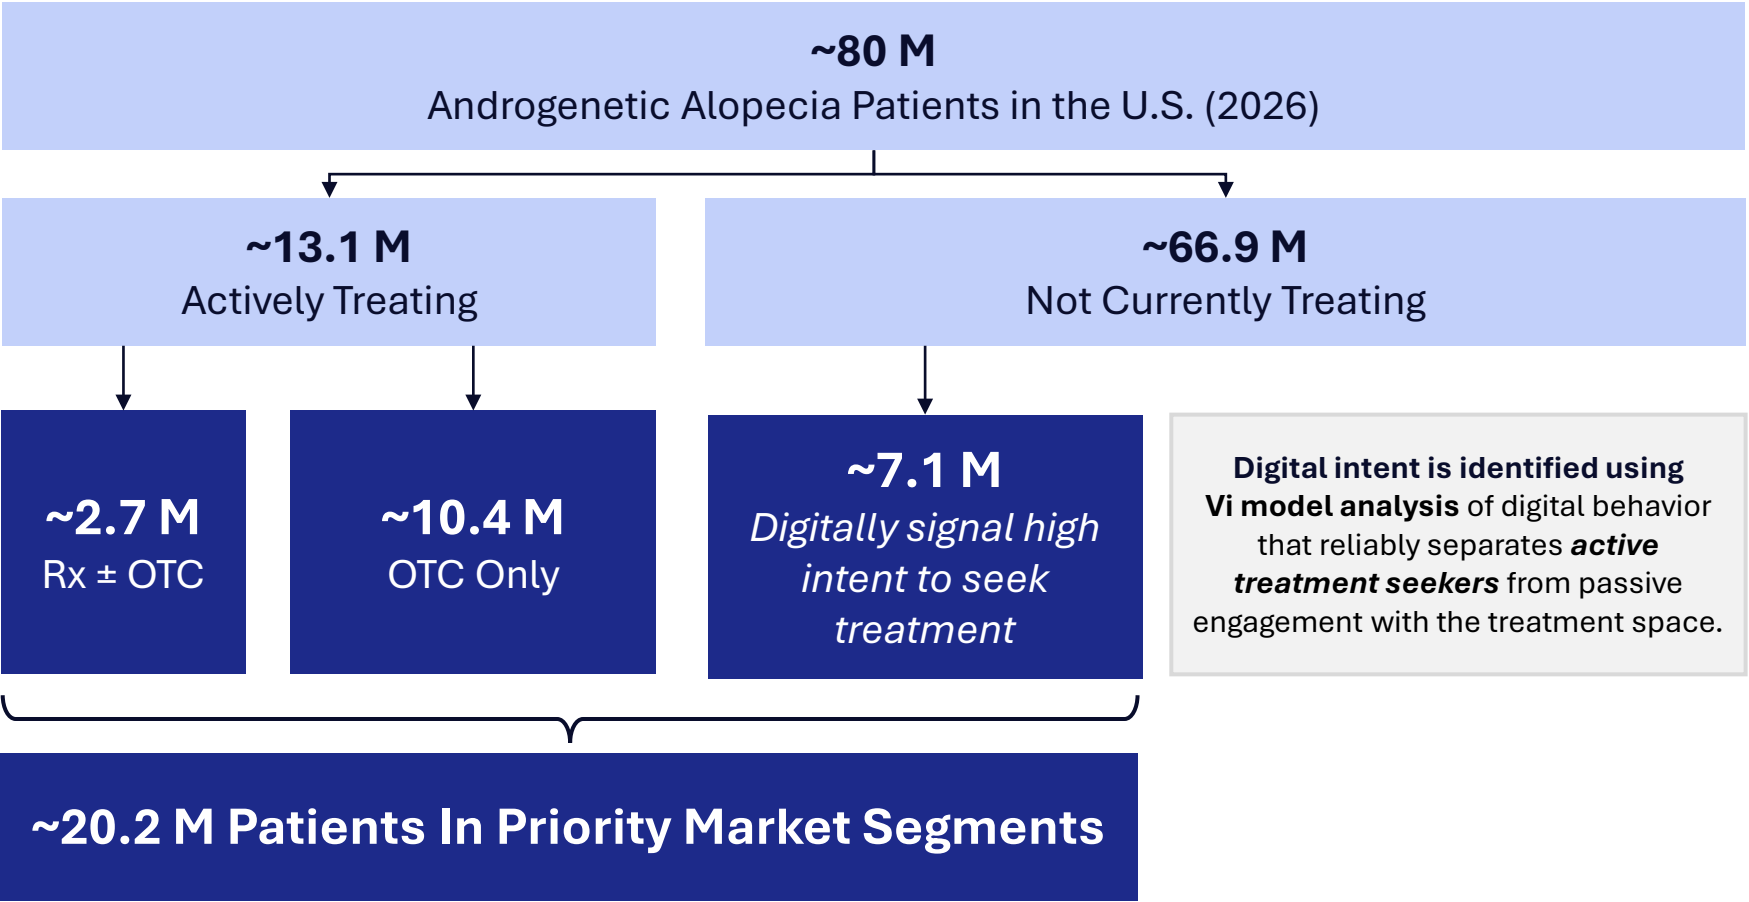 ~80 M
Androgenetic Alopecia Patients in the U.S. (2026)
~13.1 M
Actively Treating
~66.9 M
Not Currently Treating
~2.7 M
Rx ± OTC
~10.4 M
OTC Only
~7.1 M
Digitally signal high
intent to seek
treatment
Digital intent is identified using
Vi model analysis of digital behavior
that reliably separates active
treatment seekers from passive
engagement with the treatment space.
~20.2 M Patients In Priority Market Segments